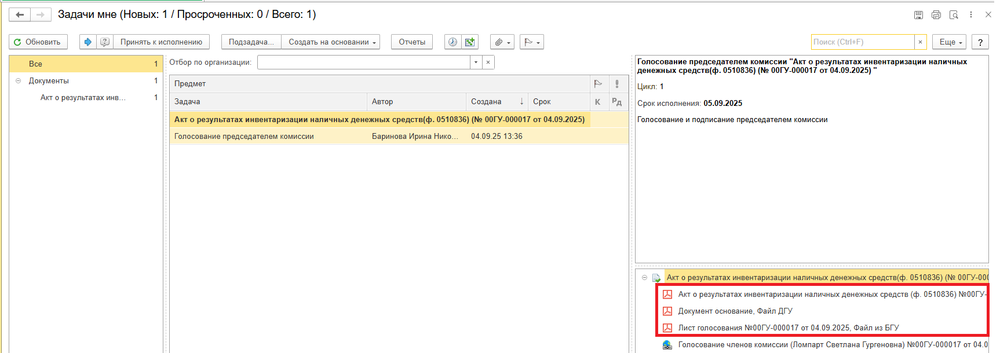 Задачи мне (Новых: 1 / Просроченных: 0 / Всего: 1)
Обновить Принять к исполнению Подзадача... Создать на основании Отчеты Поиск (Ctrl+F) × Еще ?
Все 1
Документы 1
Акт о результатах инв... 1
Отбор по организации: ×
Предмет
Задача Автор Создана ↓ Срок К Рд
Акт о результатах инвентаризации наличных денежных средств(ф. 0510836) (№ 00ГУ-000017 от 04.09.2025)
Голосование председателем комиссии Баринова Ирина Нико... 04.09.25 13:36
Голосование председателем комиссии "Акт о результатах инвентаризации наличных
денежных средств(ф. 0510836) (№ 00ГУ-000017 от 04.09.2025) "
Цикл: 1
Срок исполнения: 05.09.2025
Голосование и подписание председателем комиссии
Акт о результатах инвентаризации наличных денежных средств(ф. 0510836) (№ 00ГУ-000
Акт о результатах инвентаризации наличных денежных средств (ф. 0510836) №00ГУ-
Документ основание, Файл ДГУ
Лист голосования №00ГУ-000017 от 04.09.2025, Файл из БГУ
Голосование членов комиссии (Ломпарт Светлана Гургеновна) №00ГУ-000017 от 04.0